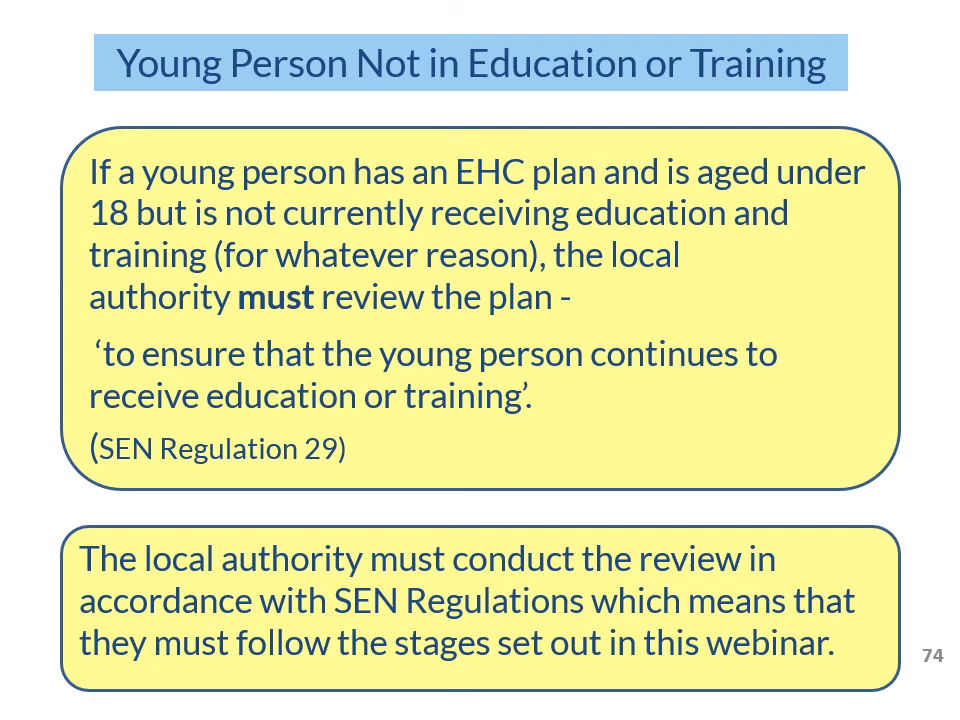 Young Person Not in Education or Training
If a young person has an EHC plan and is aged under
18 but is not currently receiving education and
training (for whatever reason), the local
authority must review the plan -
‘to ensure that the young person continues to
receive education or training’.
(SEN Regulation 29)
The local authority must conduct the review in
accordance with SEN Regulations which means that
they must follow the stages set out in this webinar.
74